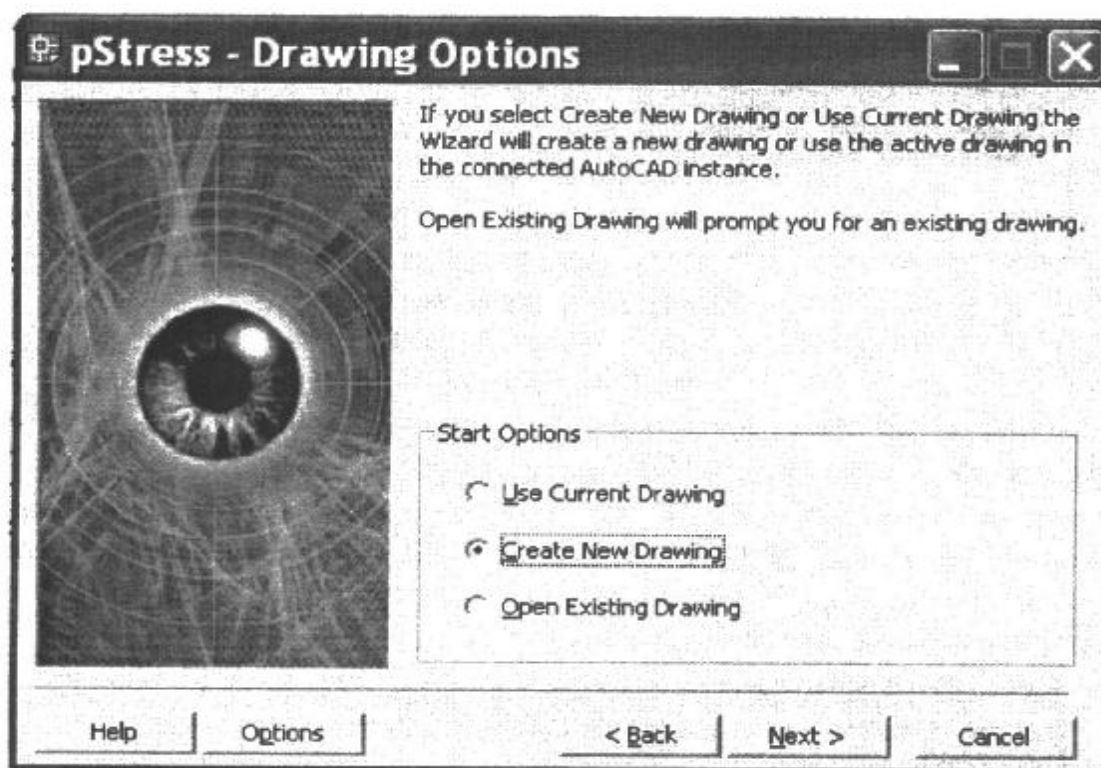 pStress - Drawing Options
If you select Create New Drawing or Use Current Drawing the
Wizard will create a new drawing or use the active drawing in
the connected AutoCAD instance.
Open Existing Drawing will prompt you for an existing drawing.
Start Options
Use Current Drawing
Create New Drawing
Open Existing Drawing
Help
Options
< Back
Next >
Cancel